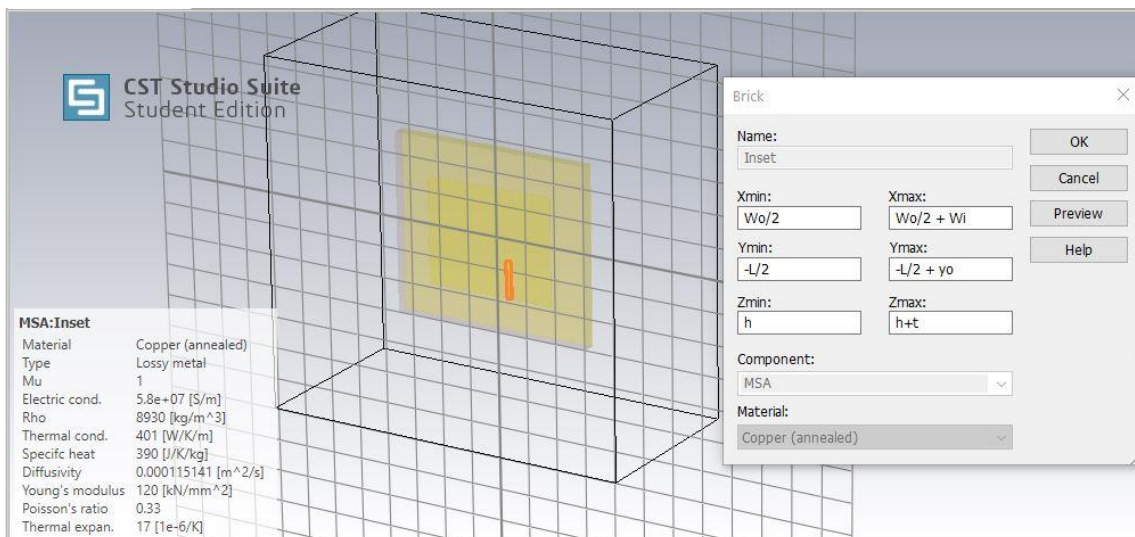 CST Studio Suite
Student Edition
MSA:Inset
Material Copper (annealed)
Type Lossy metal
Mu 1
Electric cond. 5.8e+07 [S/m]
Rho 8930 [kg/m^3]
Thermal cond. 401 [W/K/m]
Specifc heat 390 [J/K/kg]
Diffusivity 0.000115141 [m^2/s]
Young's modulus 120 [kN/mm^2]
Poisson's ratio 0.33
Thermal expan. 17 [1e-6/K]
Brick
Name:
Inset
OK
Cancel
Preview
Help
Xmin: Xmax:
Wo/2 Wo/2 + Wi
Ymin: Ymax:
-L/2 -L/2 + yo
Zmin: Zmax:
h h+t
Component:
MSA
Material:
Copper (annealed)